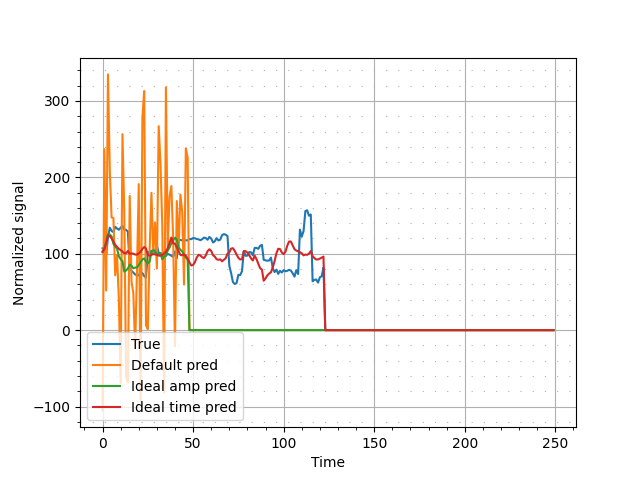 300
200
100
0
−100
Normalized signal
True
Default pred
Ideal amp pred
Ideal time pred
0 50 100 150 200 250
Time